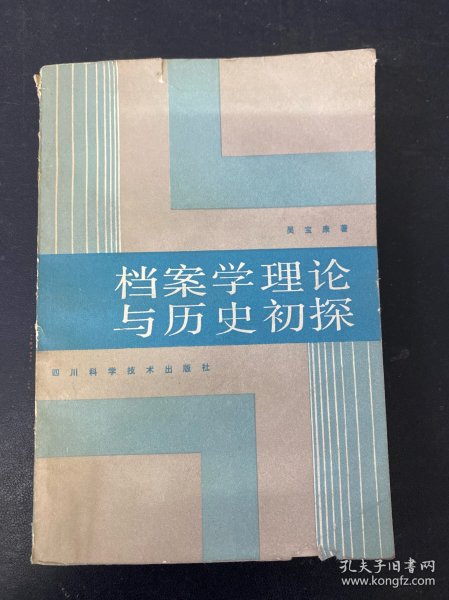 吴宝康著
档案学理论
与历史初探
四川科学技术出版社
孔夫子旧书网
www.kongfz.com